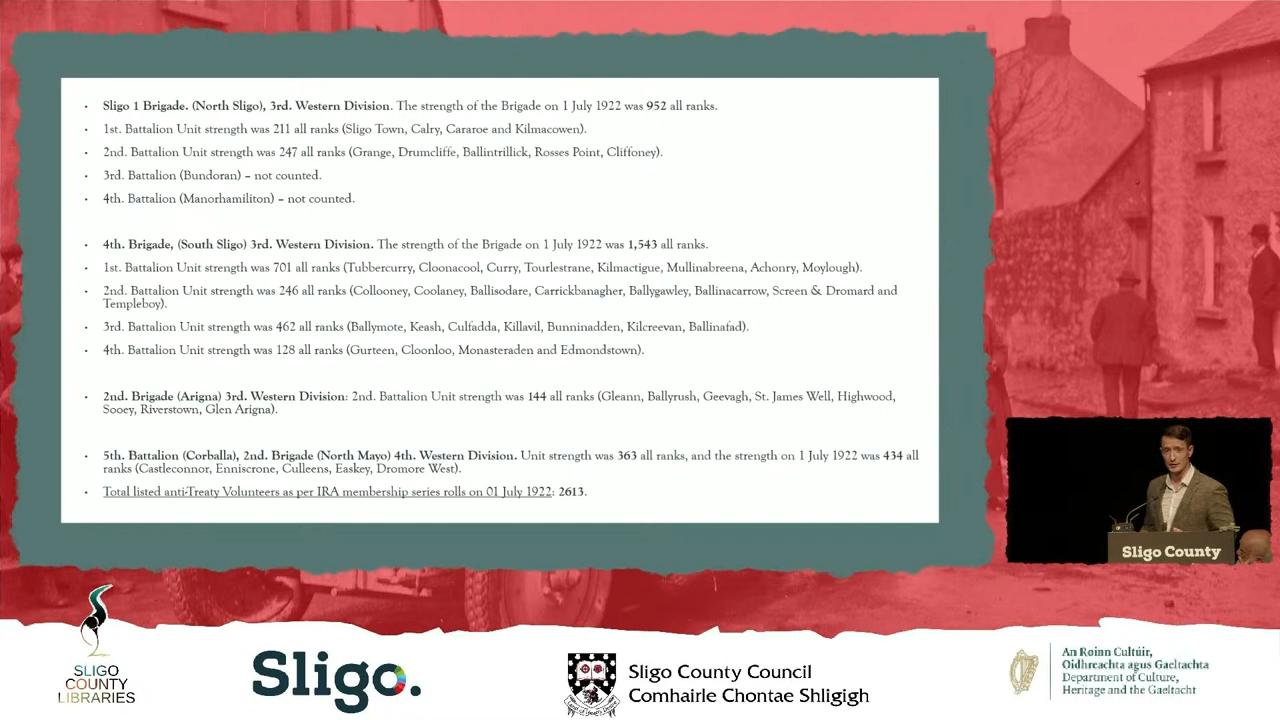 • Sligo 1 Brigade. (North Sligo), 3rd. Western Division. The strength of the Brigade on 1 July 1922 was 952 all ranks.
• 1st. Battalion Unit strength was 211 all ranks (Sligo Town, Calry, Cararoe and Kilmacowen).
• 2nd. Battalion Unit strength was 247 all ranks (Grange, Drumcliffe, Ballintrillick, Rosses Point, Cliffoney).
• 3rd. Battalion (Bundoran) – not counted.
• 4th. Battalion (Manorhamiliton) – not counted.
• 4th. Brigade, (South Sligo) 3rd. Western Division. The strength of the Brigade on 1 July 1922 was 1,543 all ranks.
• 1st. Battalion Unit strength was 701 all ranks (Tubbercurry, Cloonacool, Curry, Tourlestrane, Kilmactigue, Mullinabreena, Achonry, Moylough).
• 2nd. Battalion Unit strength was 246 all ranks (Collooney, Coolaney, Ballisodare, Carrickbanagher, Ballygawley, Ballinacarrow, Screen & Dromard and
Templeboy).
• 3rd. Battalion Unit strength was 462 all ranks (Ballymote, Keash, Culfadda, Killavil, Bunninadden, Kilcreevan, Ballinafad).
• 4th. Battalion Unit strength was 128 all ranks (Gurteen, Cloonloo, Monasteraden and Edmondstown).
• 2nd. Brigade (Arigna) 3rd. Western Division: 2nd. Battalion Unit strength was 144 all ranks (Gleann, Ballyrush, Geevagh, St. James Well, Highwood,
Sooey, Riverstown, Glen Arigna).
• 5th. Battalion (Corballa), 2nd. Brigade (North Mayo) 4th. Western Division. Unit strength was 363 all ranks, and the strength on 1 July 1922 was 434 all
ranks (Castleconnor, Enniscrone, Culleens, Easkey, Dromore West).
• Total listed anti-Treaty Volunteers as per IRA membership series rolls on 01 July 1922: 2613.
Sligo County
SLIGO
COUNTY
LIBRARIES
Sligo.
Sligo County Council
Comhairle Chontae Shligigh
An Roinn Cultúir,
Oidhreachta agus Gaeltachta
Department of Culture,
Heritage and the Gaeltacht